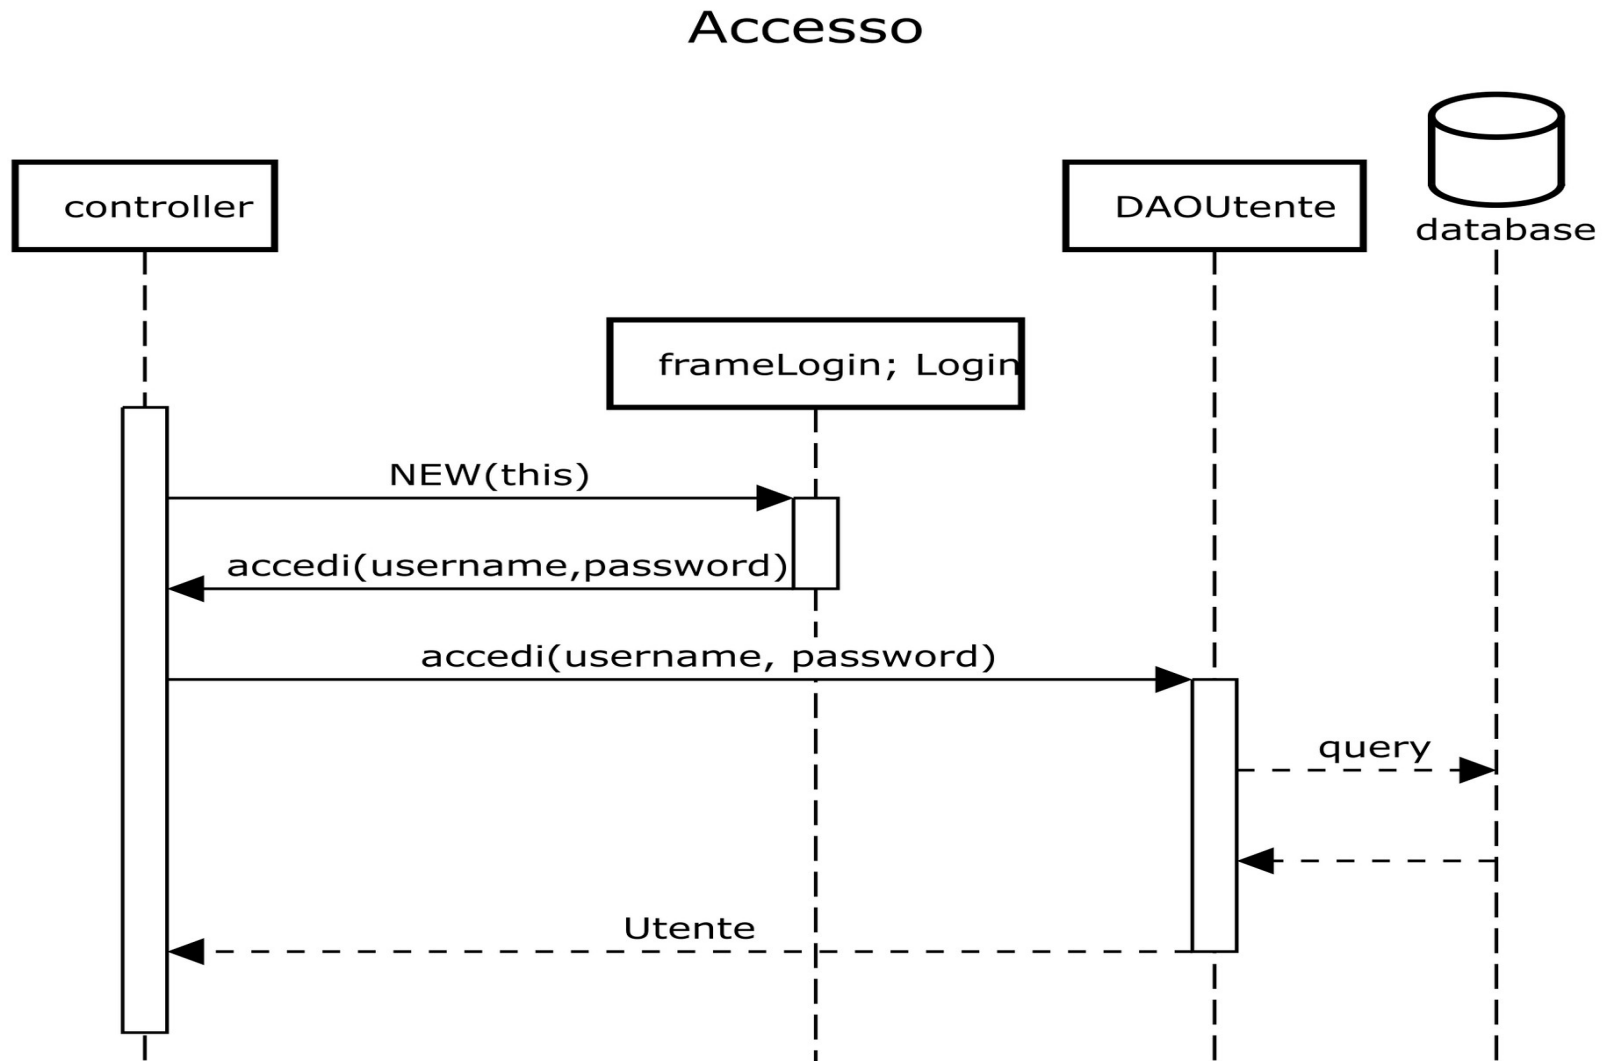 Accesso
controller
DAOUtente
database
frameLogin; Login
NEW(this)
accedi(username,password)
accedi(username, password)
query
Utente